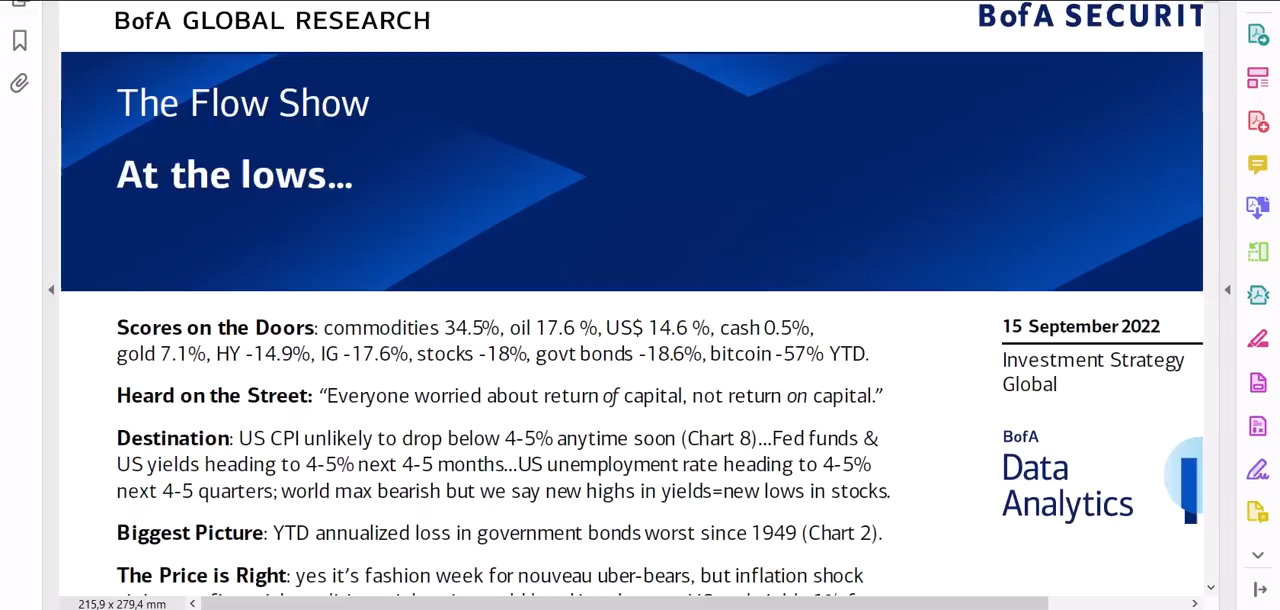 BofA GLOBAL RESEARCH
BofA SECURIT
The Flow Show
At the lows...
Scores on the Doors: commodities 34.5%, oil 17.6 %, US$ 14.6 %, cash 0.5%,
gold 7.1%, HY -14.9%, IG -17.6%, stocks -18%, govt bonds -18.6%, bitcoin -57% YTD.
Heard on the Street: “Everyone worried about return of capital, not return on capital.”
Destination: US CPI unlikely to drop below 4-5% anytime soon (Chart 8)...Fed funds &
US yields heading to 4-5% next 4-5 months...US unemployment rate heading to 4-5%
next 4-5 quarters; world max bearish but we say new highs in yields=new lows in stocks.
Biggest Picture: YTD annualized loss in government bonds worst since 1949 (Chart 2).
The Price is Right: yes it’s fashion week for nouveau uber-bears, but inflation shock
15 September 2022
Investment Strategy
Global
BofA
Data
Analytics
215,9 x 279,4 mm